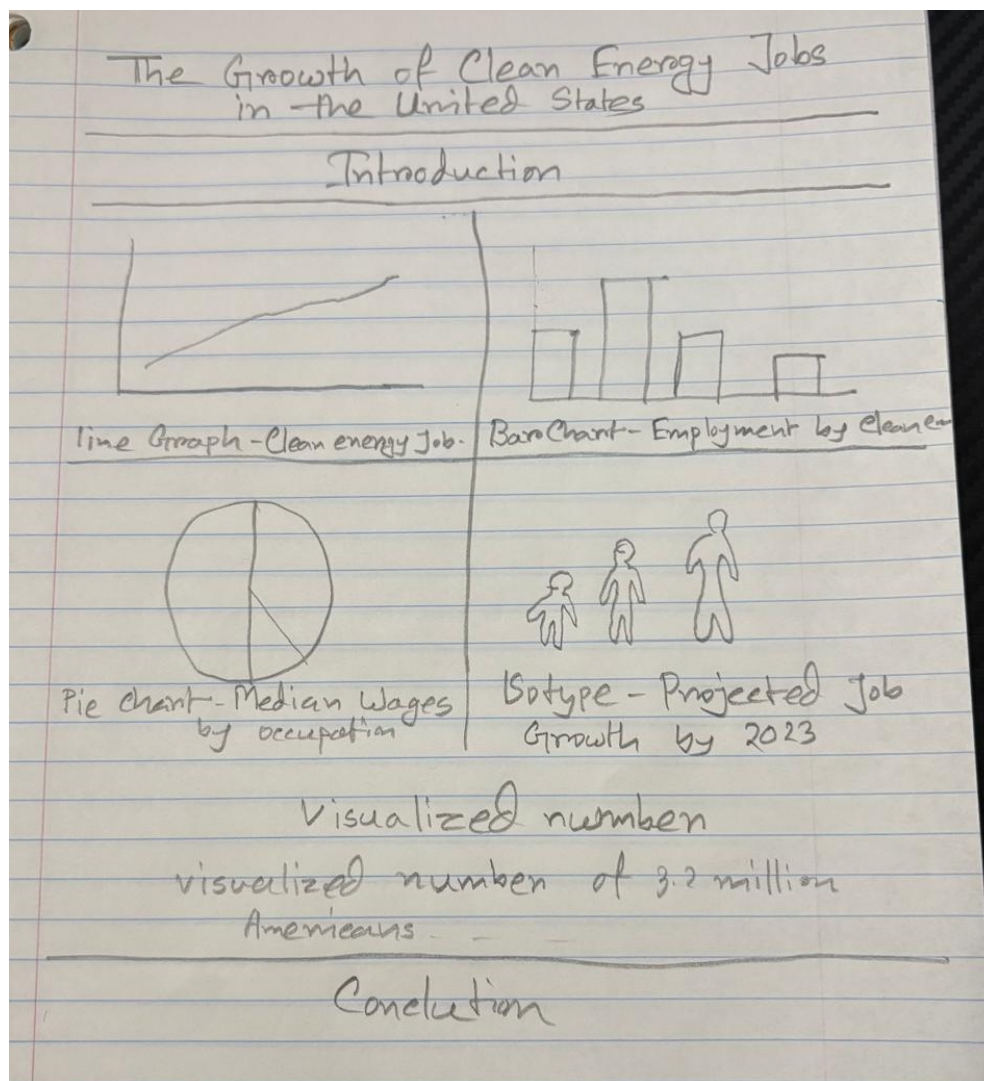 The Growth of Clean Energy Jobs
in the United States
Introduction
line Graph - Clean energy Job.
Bar Chart - Employment by Clean en
Pie chart - Median Wages
by occupation
Isotype - Projected Job
Growth by 2023
Visualized number
visualized number of 3.2 million
Americans
Conclution